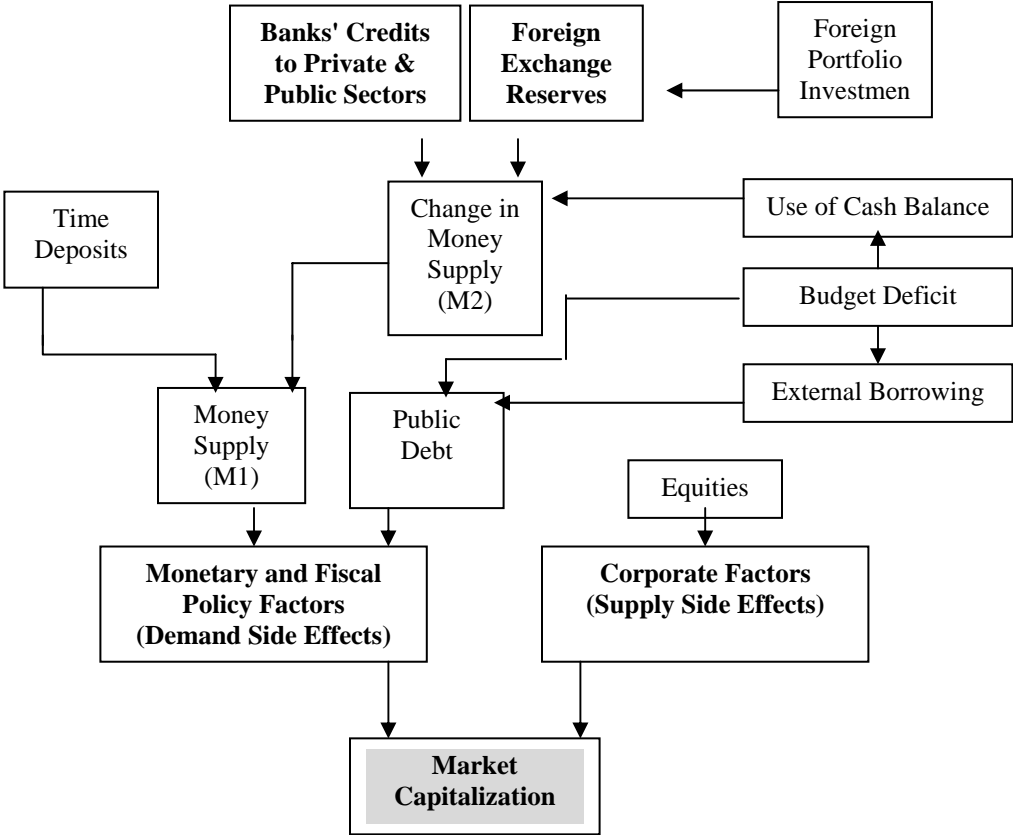 Banks' Credits
to Private &
Public Sectors
Foreign
Exchange
Reserves
Foreign
Portfolio
Investmen
Time
Deposits
Change in
Money
Supply
(M2)
Use of Cash Balance
Budget Deficit
External Borrowing
Money
Supply
(M1)
Public
Debt
Equities
Monetary and Fiscal
Policy Factors
(Demand Side Effects)
Corporate Factors
(Supply Side Effects)
Market
Capitalization